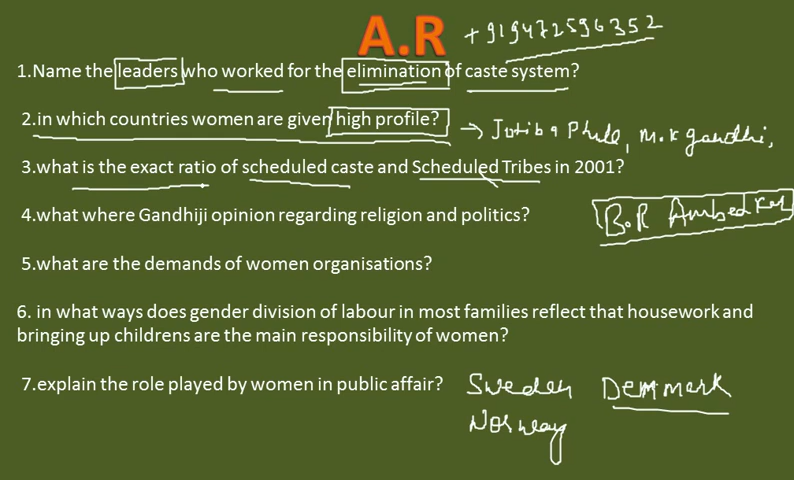 A.R +919472596352
1.Name the leaders who worked for the elimination of caste system?
2.in which countries women are given high profile?
→ Jotiba Phule, M.K gandhi,
3.what is the exact ratio of scheduled caste and Scheduled Tribes in 2001?
B.R Ambedkar
4.what where Gandhiji opinion regarding religion and politics?
5.what are the demands of women organisations?
6. in what ways does gender division of labour in most families reflect that housework and
bringing up childrens are the main responsibility of women?
7.explain the role played by women in public affair?
Sweden Denmark
Norway